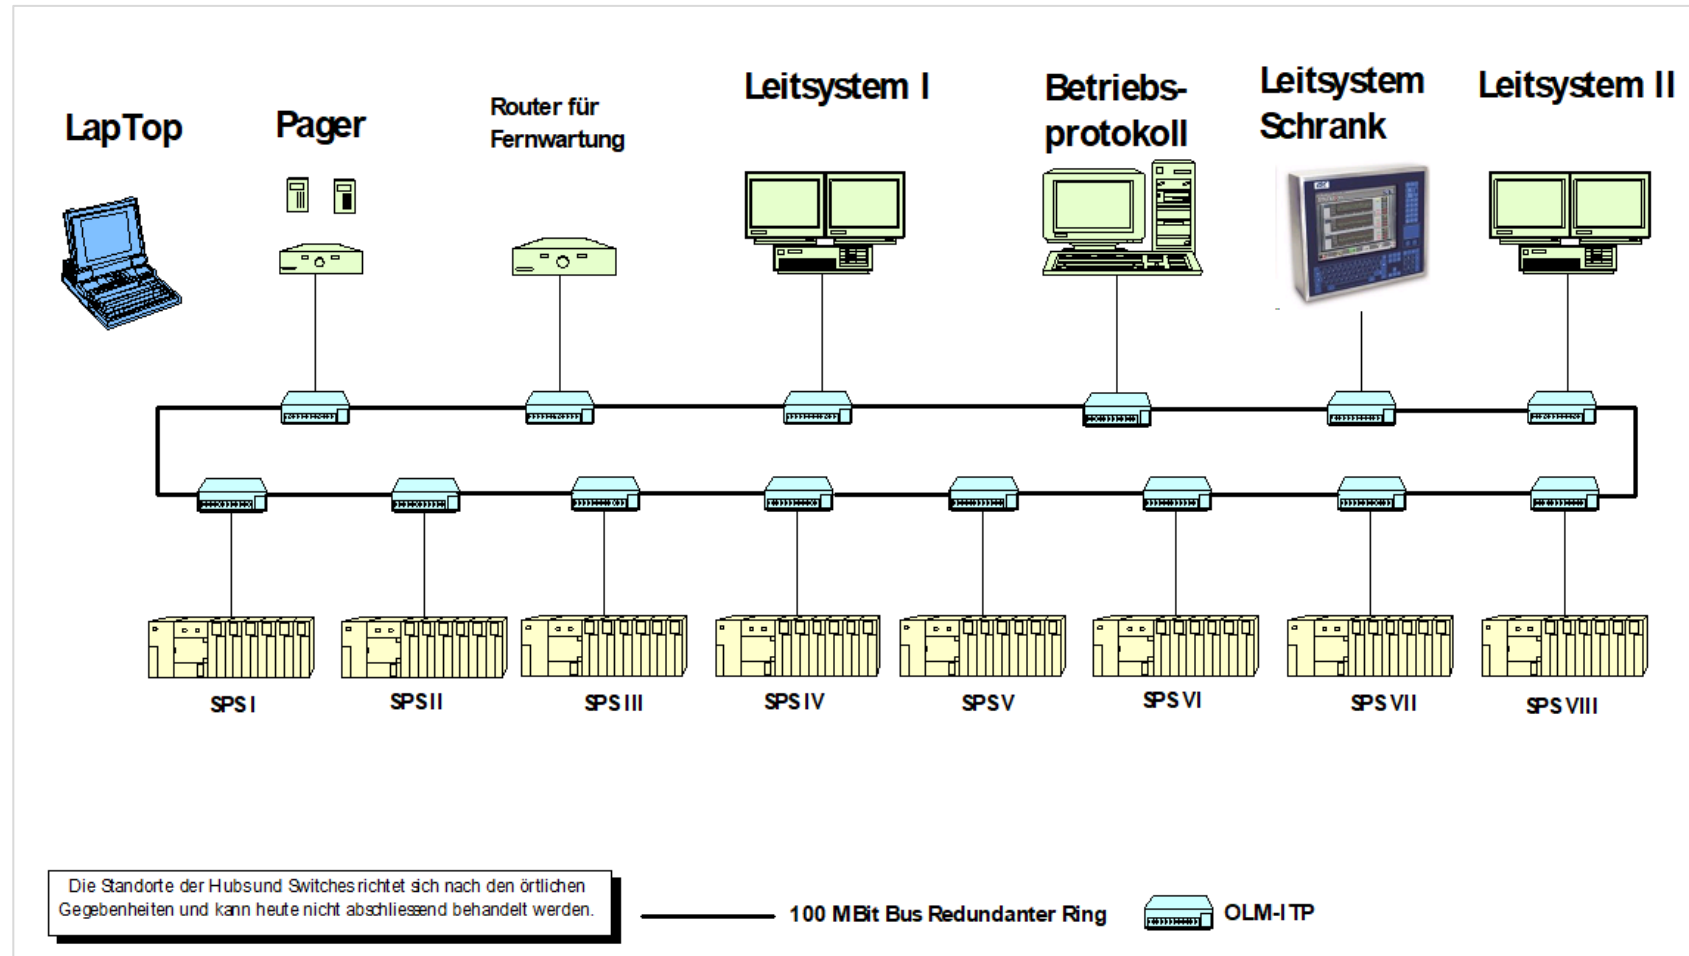 LapTop
Pager
Router für
Fernwartung
Leitsystem I
Betriebs-
protokoll
Leitsystem
Schrank
Leitsystem II
SPS I
SPS II
SPS III
SPS IV
SPS V
SPS VI
SPS VII
SPS VIII
Die Standorte der Hubs und Switches richtet sich nach den örtlichen
Gegebenheiten und kann heute nicht abschliessend behandelt werden.
100 MBit Bus Redundanter Ring
OLM-ITP